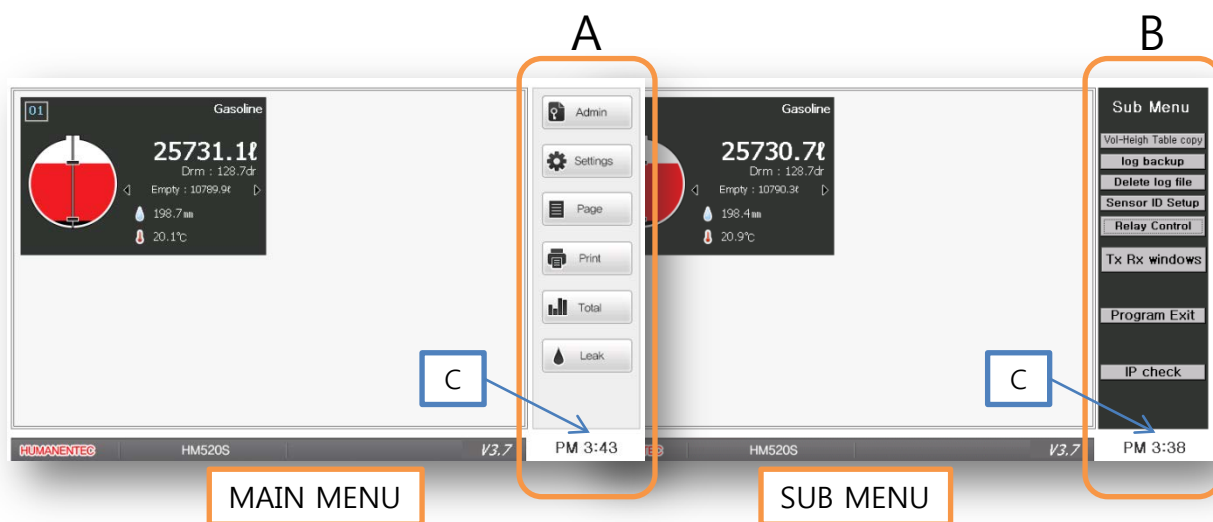 A
B
01
Gasoline
25731.1ℓ
Drm : 128.7dr
Empty : 10789.9ℓ
198.7㎜
20.1℃
Admin
Settings
Page
Print
Total
Leak
C
HUMANENTEC
HM520S
V3.7
PM 3:43
MAIN MENU
Gasoline
25730.7ℓ
Drm : 128.7dr
Empty : 10790.3ℓ
198.4㎜
20.9℃
Sub Menu
Vol-Heigh Table copy
log backup
Delete log file
Sensor ID Setup
Relay Control
Tx Rx windows
Program Exit
IP check
C
HM520S
V3.7
PM 3:38
SUB MENU